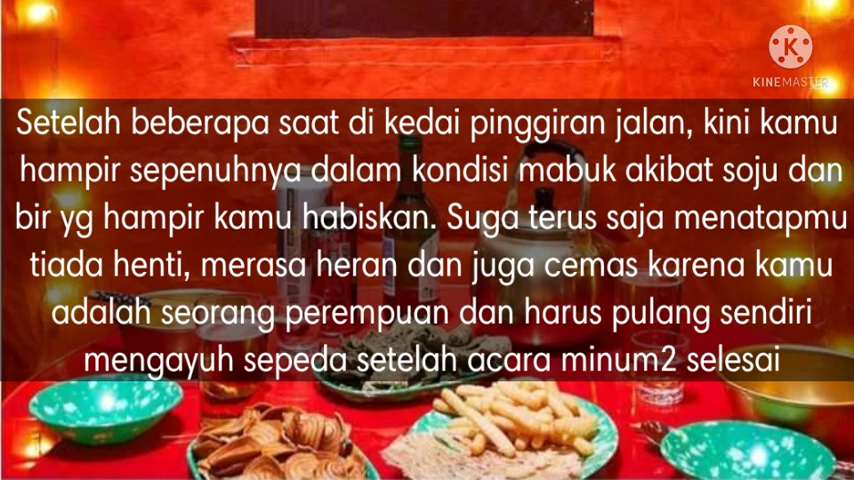 KINEMASTER
Setelah beberapa saat di kedai pinggiran jalan, kini kamu
hampir sepenuhnya dalam kondisi mabuk akibat soju dan
bir yg hampir kamu habiskan. Suga terus saja menatapmu
tiada henti, merasa heran dan juga cemas karena kamu
adalah seorang perempuan dan harus pulang sendiri
mengayuh sepeda setelah acara minum2 selesai